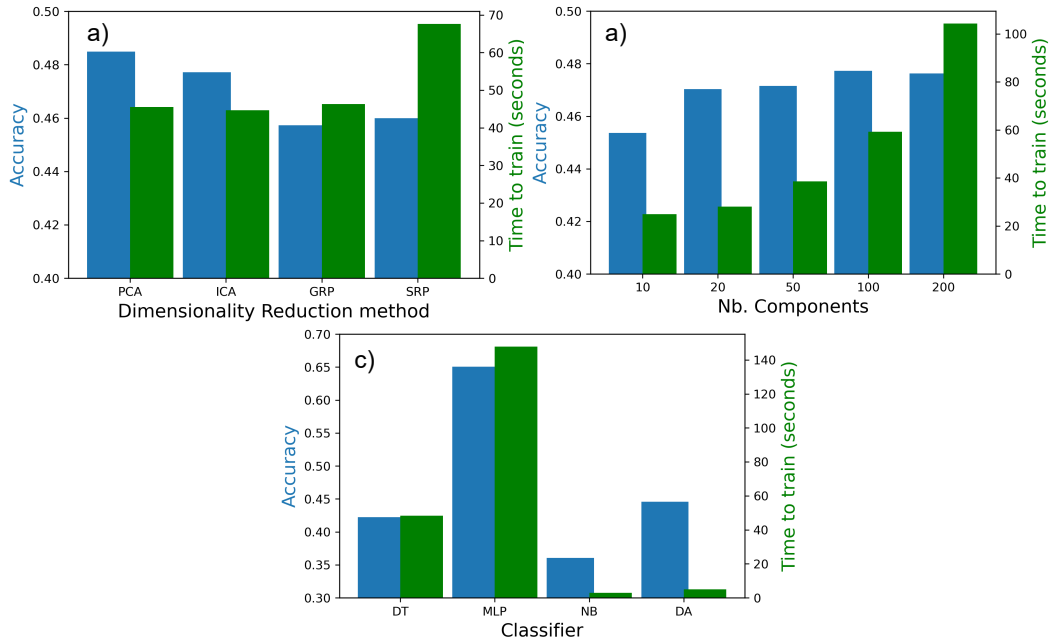 a)
0.50
0.48
0.46
0.44
0.42
0.40
Accuracy
70
60
50
40
30
20
10
0
Time to train (seconds)
PCA ICA GRP SRP
Dimensionality Reduction method
a)
0.50
0.48
0.46
0.44
0.42
0.40
Accuracy
100
80
60
40
20
0
Time to train (seconds)
10 20 50 100 200
Nb. Components
c)
0.70
0.65
0.60
0.55
0.50
0.45
0.40
0.35
0.30
Accuracy
140
120
100
80
60
40
20
0
Time to train (seconds)
DT MLP NB DA
Classifier